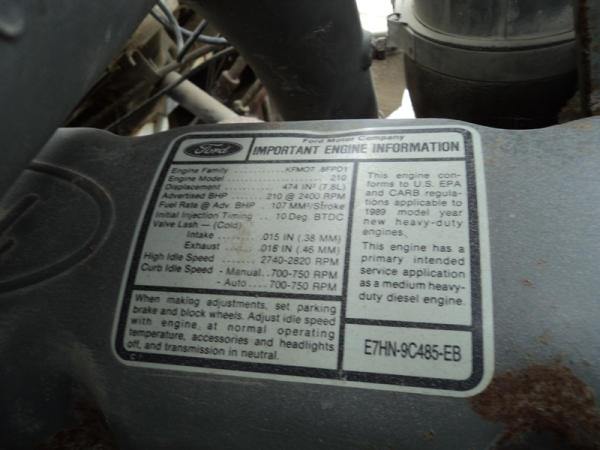 Ford
Ford Motor Company
IMPORTANT ENGINE INFORMATION
Engine Family KFM07.8FPD1
Engine Model 210
Displacement 474 IN³ (7.8L)
Advertised BHP 210 @ 2400 RPM
Fuel Rate @ Adv. BHP 107 MM³/Stroke
Initial Injection Timing 10 Deg. BTDC
Valve Lash — (Cold)
Intake .015 IN (.38 MM)
Exhaust .018 IN (.46 MM)
High Idle Speed 2740-2820 RPM
Curb Idle Speed - Manual 700-750 RPM
- Auto 700-750 RPM
When making adjustments, set parking
brake and block wheels. Adjust idle speed
with engine, at normal operating
temperature, accessories and headlights
off, and transmission in neutral.
This engine con-
forms to U.S. EPA
and CARB regula-
tions applicable to
1989 model year
new heavy-duty
engines.
This engine has a
primary intended
service application
as a medium heavy-
duty diesel engine.
E7HN-9C485-EB